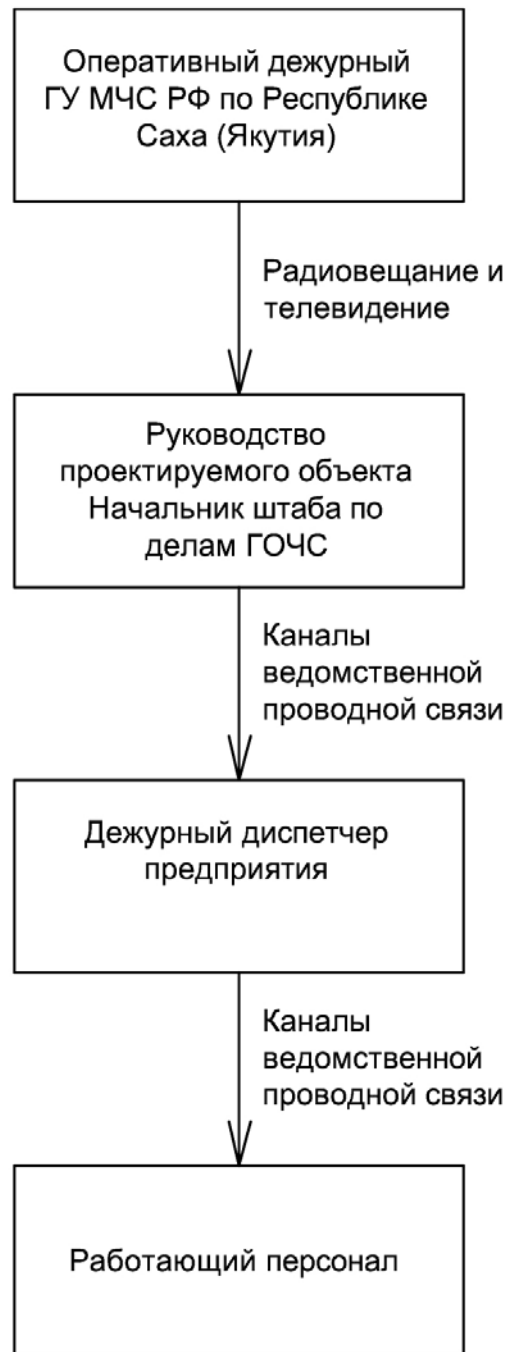 Оперативный дежурный
ГУ МЧС РФ по Республике
Саха (Якутия)
Радиовещание и
телевидение
Руководство
проектируемого объекта
Начальник штаба по
делам ГОЧС
Каналы
ведомственной
проводной связи
Дежурный диспетчер
предприятия
Каналы
ведомственной
проводной связи
Работающий персонал